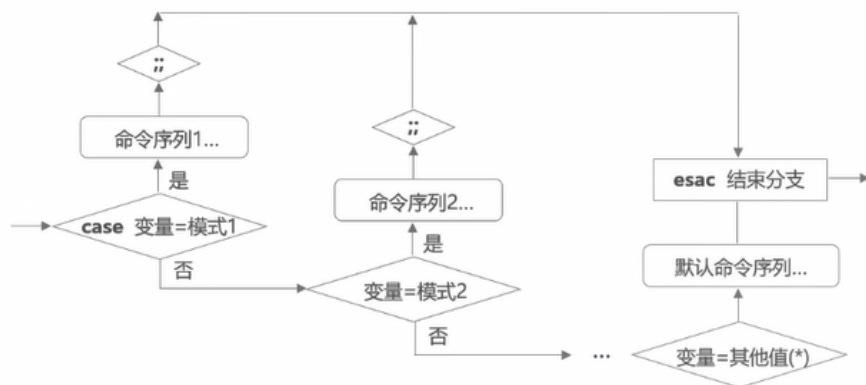 ;;
命令序列1...
是
case 变量=模式1
否
;;
命令序列2...
是
变量=模式2
否
...
esac 结束分支
默认命令序列...
变量=其他值(*)